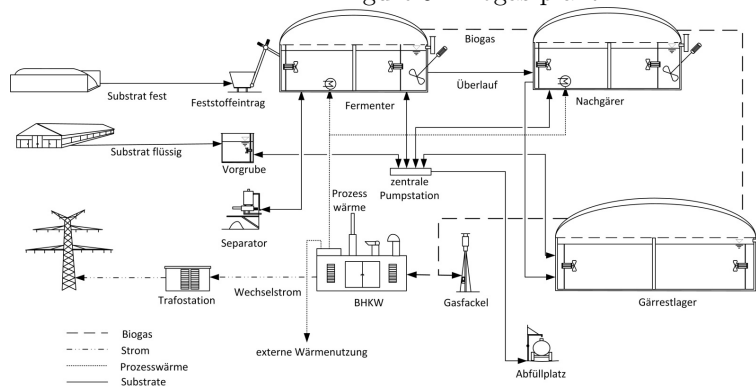 Biogas
Substrat fest
Feststoffeintrag
Fermenter
Überlauf
Nachgärer
Substrat flüssig
Vorgrube
zentrale
Pumpstation
Prozess
wärme
Separator
Trafostation
Wechselstrom
BHKW
Gasfackel
Gärrestlager
externe Wärmenutzung
Abfüllplatz
Biogas
Strom
Prozesswärme
Substrate